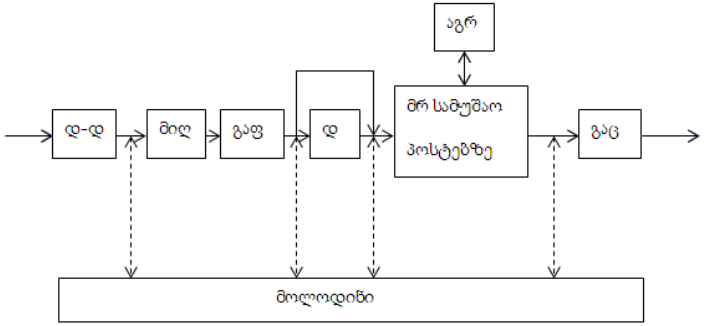 აგრ
დ-დ
მიღ
გაფ
დ
მრ სამუშაო
პოსტებზე
გაც
მოლოდინი